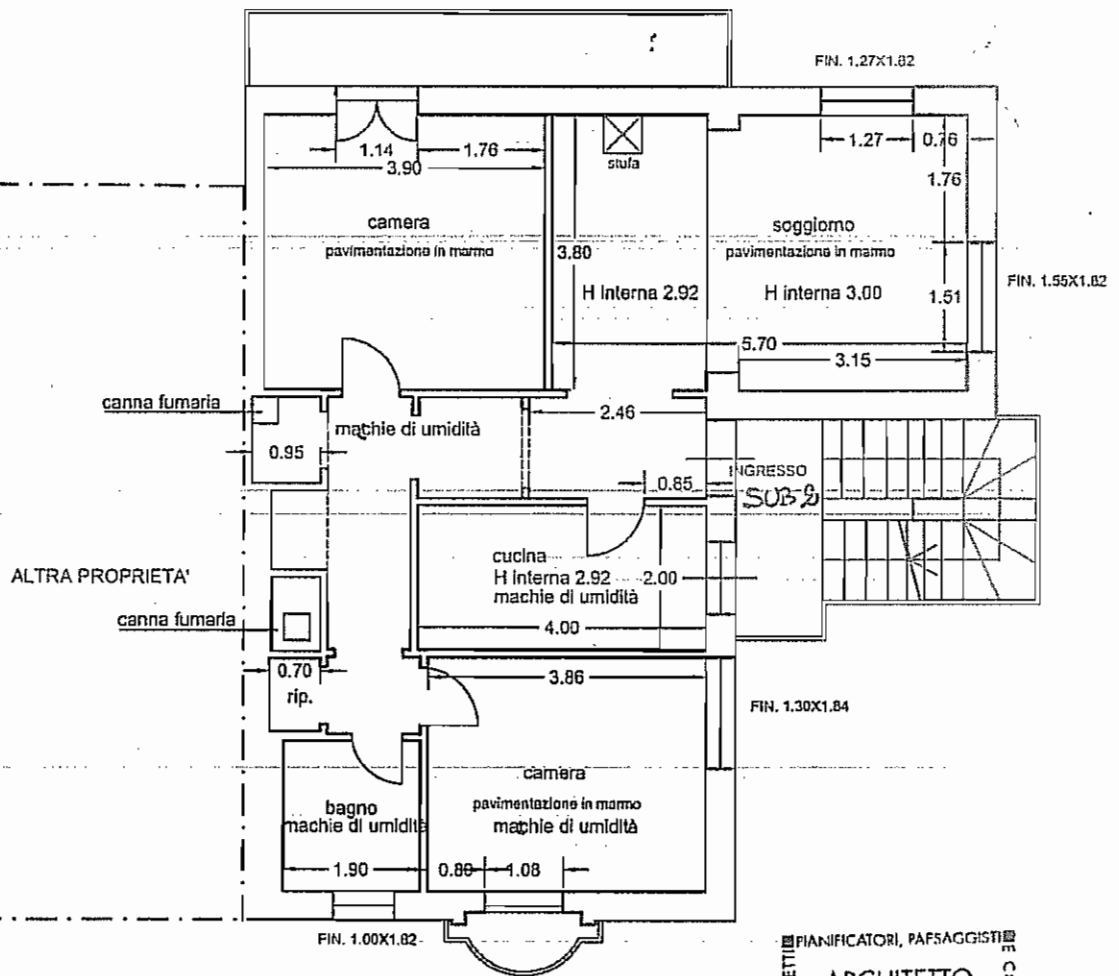 FIN. 1.27X1.82
1.14
1.76
3.90
stufa
1.27
0.76
1.76
camera
pavimentazione in marmo
3.80
soggiorno
pavimentazione in marmo
H interna 2.92
H interna 3.00
1.51
FIN. 1.55X1.82
5.70
3.15
canna fumaria
machie di umidità
2.46
0.95
0.85
INGRESSO
SUB 2
cucina
H interna 2.92
2.00
machie di umidità
4.00
ALTRA PROPRIETA'
canna fumaria
0.70
rip.
3.86
FIN. 1.30X1.84
camera
pavimentazione in marmo
machie di umidità
bagno
machie di umidità
1.90
0.80
1.08
FIN. 1.00X1.82
PIANIFICATORI, PAESAGGISTI
ARCHITETTO